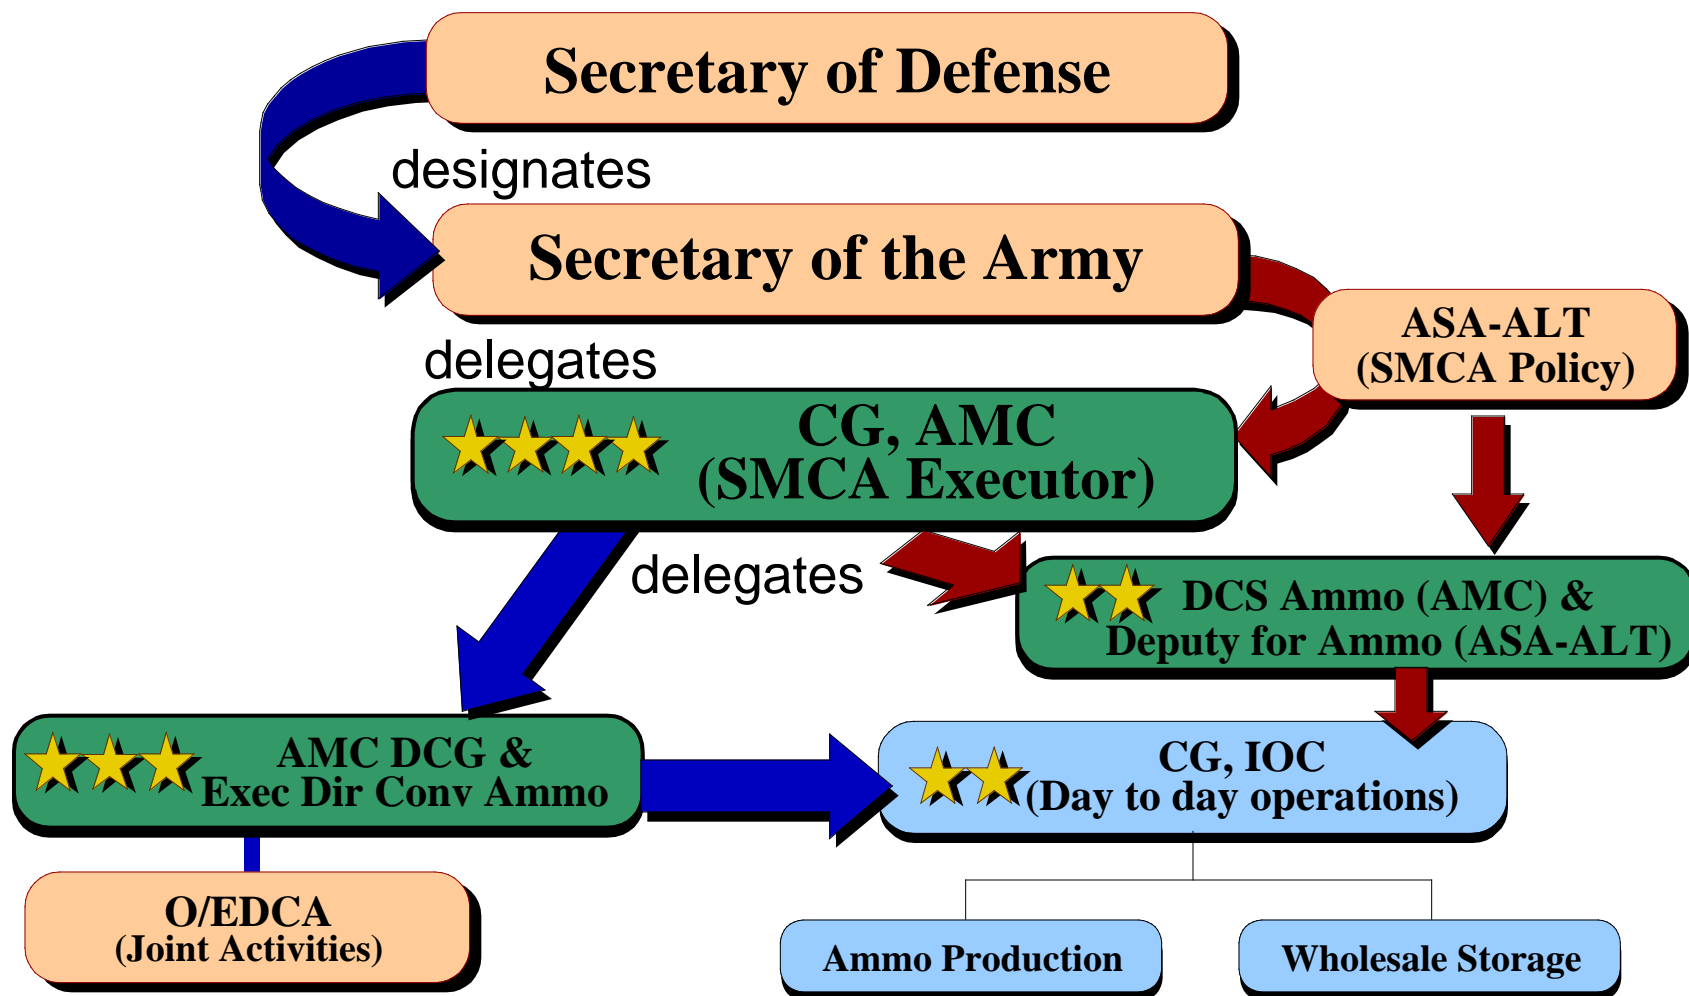 Secretary of Defense
designates
Secretary of the Army
ASA-ALT
(SMCA Policy)
delegates
CG, AMC
(SMCA Executor)
delegates
DCS Ammo (AMC) &
Deputy for Ammo (ASA-ALT)
AMC DCG &
Exec Dir Conv Ammo
CG, IOC
(Day to day operations)
O/EDCA
(Joint Activities)
Ammo Production
Wholesale Storage